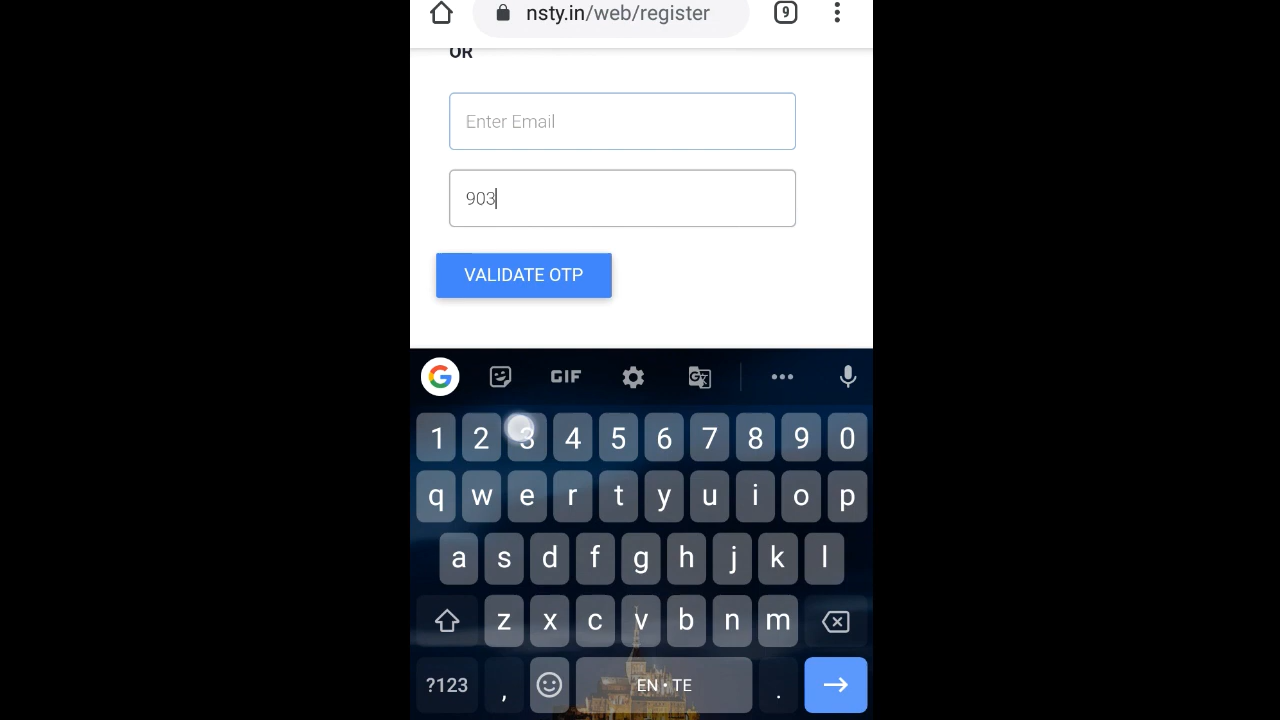 nsty.in/web/register 9
OR
Enter Email
903
VALIDATE OTP
G GIF G
1 2 3 4 5 6 7 8 9 0
q w e r t y u i o p
a s d f g h j k l
z x c v b n m
?123 , EN • TE .